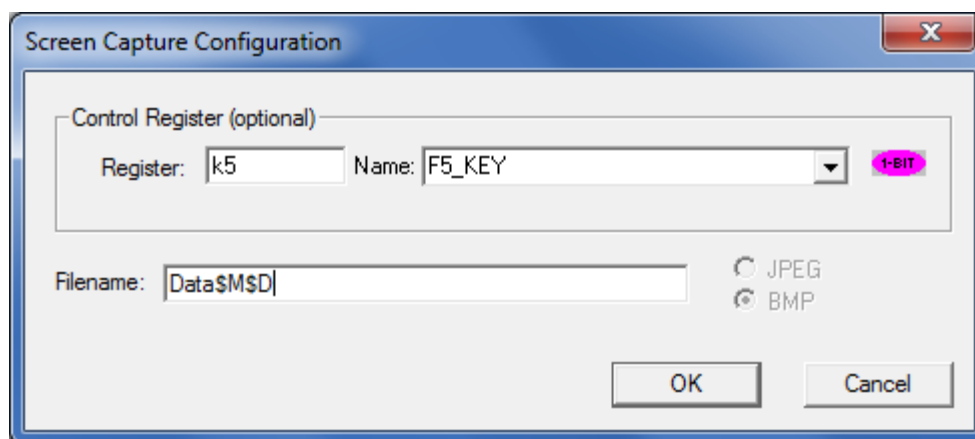 Screen Capture Configuration
Control Register (optional)
Register: k5 Name: F5_KEY 1-BIT
Filename: Data$M$D
JPEG
BMP
OK Cancel